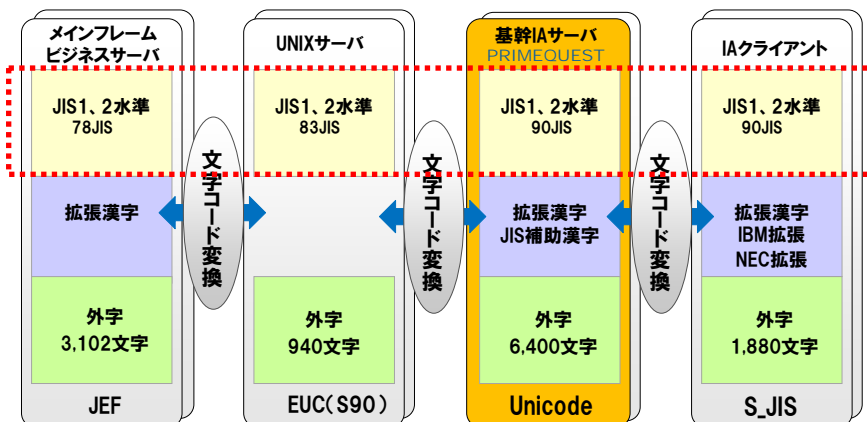 メインフレーム
ビジネスサーバ
JIS1、2水準
78JIS
拡張漢字
外字
3,102文字
JEF
文字コード変換
UNIXサーバ
JIS1、2水準
83JIS
外字
940文字
EUC(S90)
文字コード変換
基幹IAサーバ
PRIMEQUEST
JIS1、2水準
90JIS
拡張漢字
JIS補助漢字
外字
6,400文字
Unicode
文字コード変換
IAクライアント
JIS1、2水準
90JIS
拡張漢字
IBM拡張
NEC拡張
外字
1,880文字
S_JIS